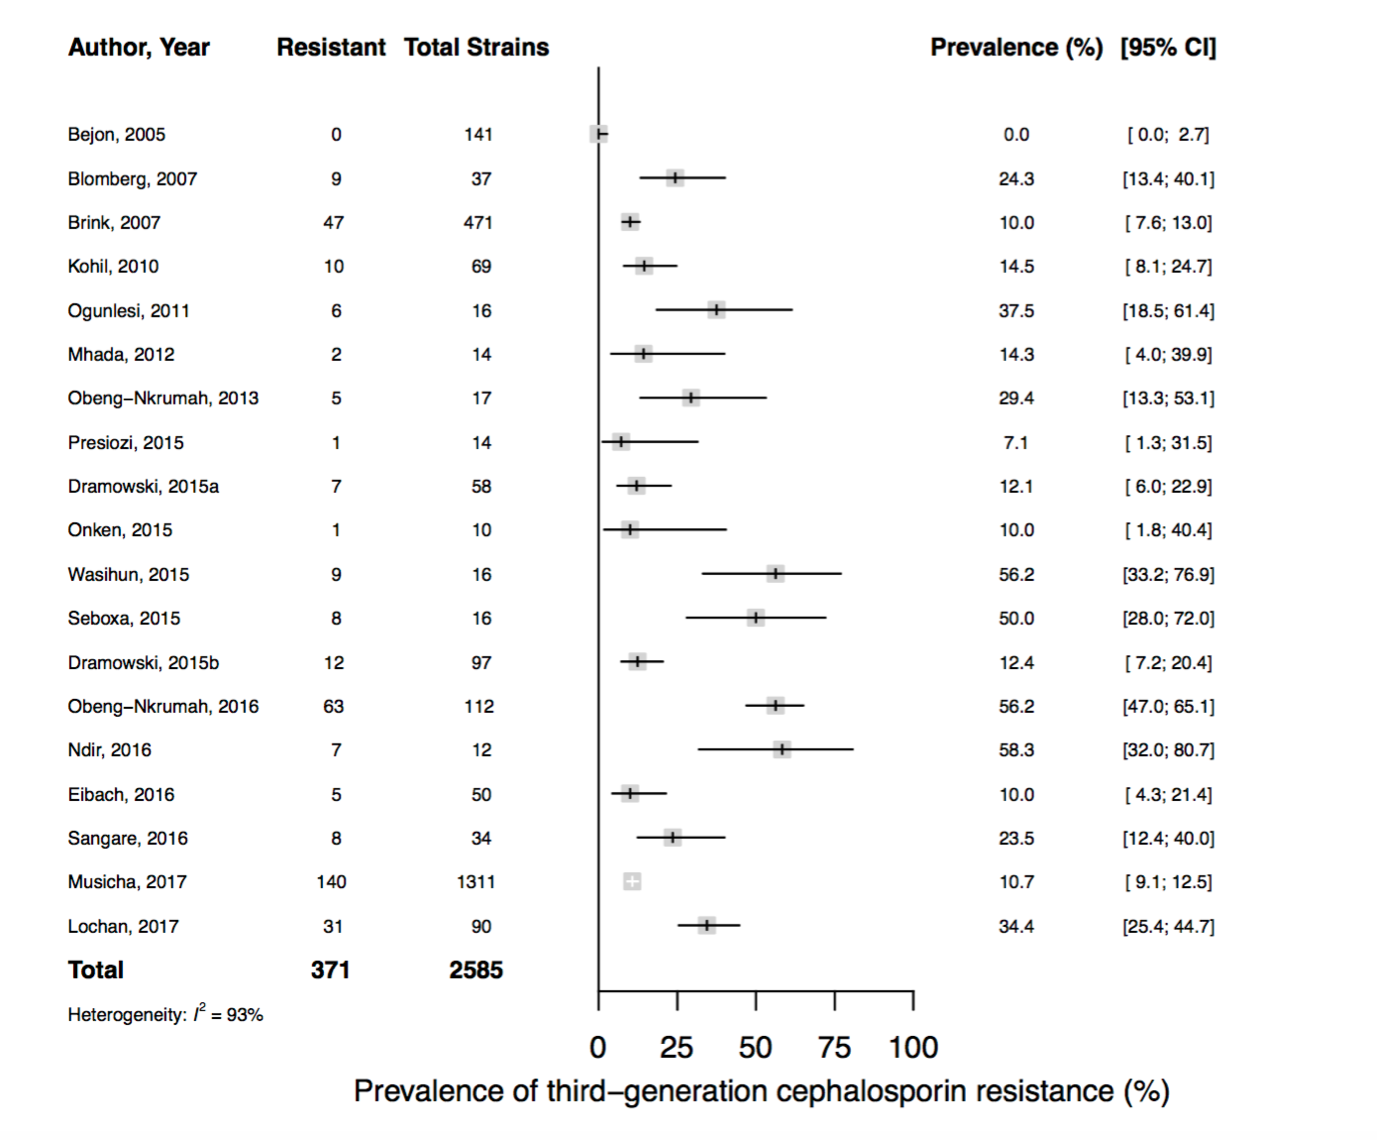 Author, Year Resistant Total Strains Prevalence (%) [95% CI]
Bejon, 2005 0 141 0.0 [ 0.0; 2.7]
Blomberg, 2007 9 37 24.3 [13.4; 40.1]
Brink, 2007 47 471 10.0 [ 7.6; 13.0]
Kohil, 2010 10 69 14.5 [ 8.1; 24.7]
Ogunlesi, 2011 6 16 37.5 [18.5; 61.4]
Mhada, 2012 2 14 14.3 [ 4.0; 39.9]
Obeng−Nkrumah, 2013 5 17 29.4 [13.3; 53.1]
Presiozi, 2015 1 14 7.1 [ 1.3; 31.5]
Dramowski, 2015a 7 58 12.1 [ 6.0; 22.9]
Onken, 2015 1 10 10.0 [ 1.8; 40.4]
Wasihun, 2015 9 16 56.2 [33.2; 76.9]
Seboxa, 2015 8 16 50.0 [28.0; 72.0]
Dramowski, 2015b 12 97 12.4 [ 7.2; 20.4]
Obeng−Nkrumah, 2016 63 112 56.2 [47.0; 65.1]
Ndir, 2016 7 12 58.3 [32.0; 80.7]
Eibach, 2016 5 50 10.0 [ 4.3; 21.4]
Sangare, 2016 8 34 23.5 [12.4; 40.0]
Musicha, 2017 140 1311 10.7 [ 9.1; 12.5]
Lochan, 2017 31 90 34.4 [25.4; 44.7]
Total 371 2585
Heterogeneity: I² = 93%
0 25 50 75 100
Prevalence of third−generation cephalosporin resistance (%)